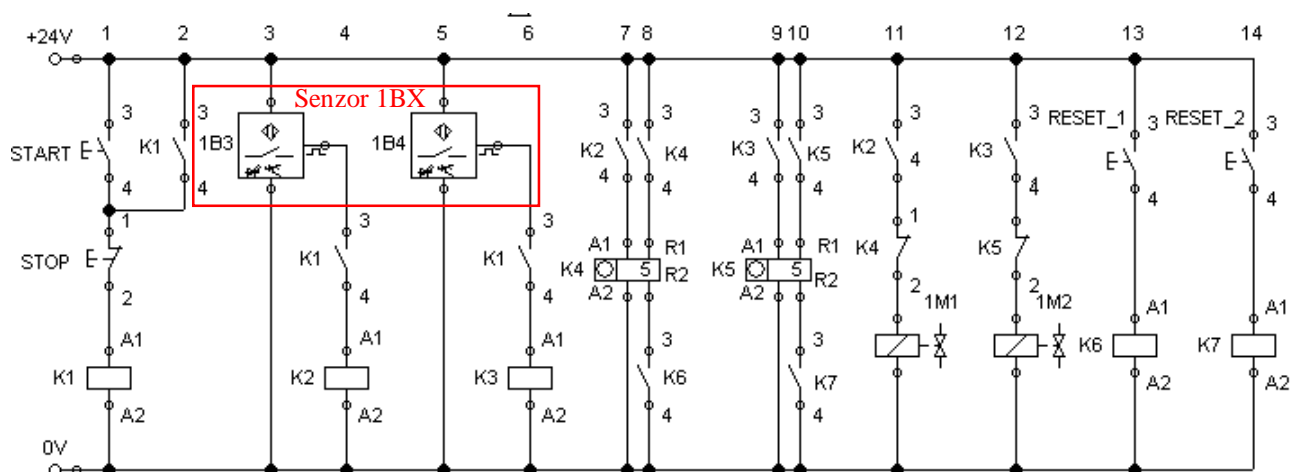 1 2 3 4 5 6 7 8 9 10 11 12 13 14
+24V
Senzor 1BX
3 3 3 3 3 3 3 3 RESET_1 3 RESET_2 3
START K1 1B3 1B4 K2 K4 K3 K5 K2 K3
4 4 4 4 4 4 4 4 4 4
1 3 3 1 1
STOP K1 K1 A1 R1 A1 R1 K4 K5
K4 5 R2 K5 5 R2
2 4 4 A2 A2 2 2
1M1 1M2
A1 A1 A1 3 3 A1 A1
K1 K2 K3 K6 K7 K6 K7
A2 A2 A2 4 4 A2 A2
0V